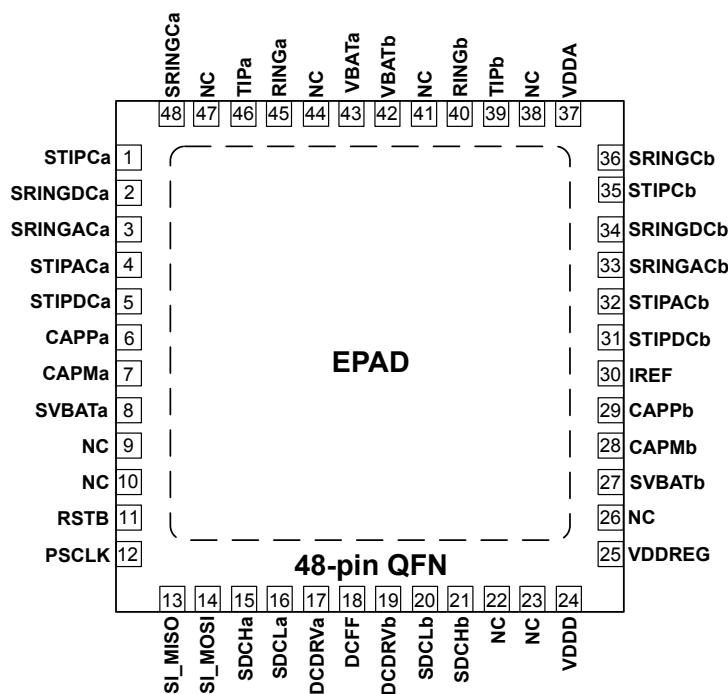 SRINGCa NC TIPa RINGa NC VBATa VBATb NC RINGb TIPb NC VDDA
48 47 46 45 44 43 42 41 40 39 38 37
STIPCa 1
SRINGDCa 2
SRINGACa 3
STIPACa 4
STIPDCa 5
CAPPa 6
CAPMa 7
SVBATa 8
NC 9
NC 10
RSTB 11
PSCLK 12
EPAD
36 SRINGCb
35 STIPCb
34 SRINGDCb
33 SRINGACb
32 STIPACb
31 STIPDCb
30 IREF
29 CAPPb
28 CAPMb
27 SVBATb
26 NC
25 VDDREG
48-pin QFN
13 14 15 16 17 18 19 20 21 22 23 24
SI_MISO SI_MOSI SDCHa SDCLa DCDRVa DCFF DCDRVb SDCLb SDCHb NC NC VDDD